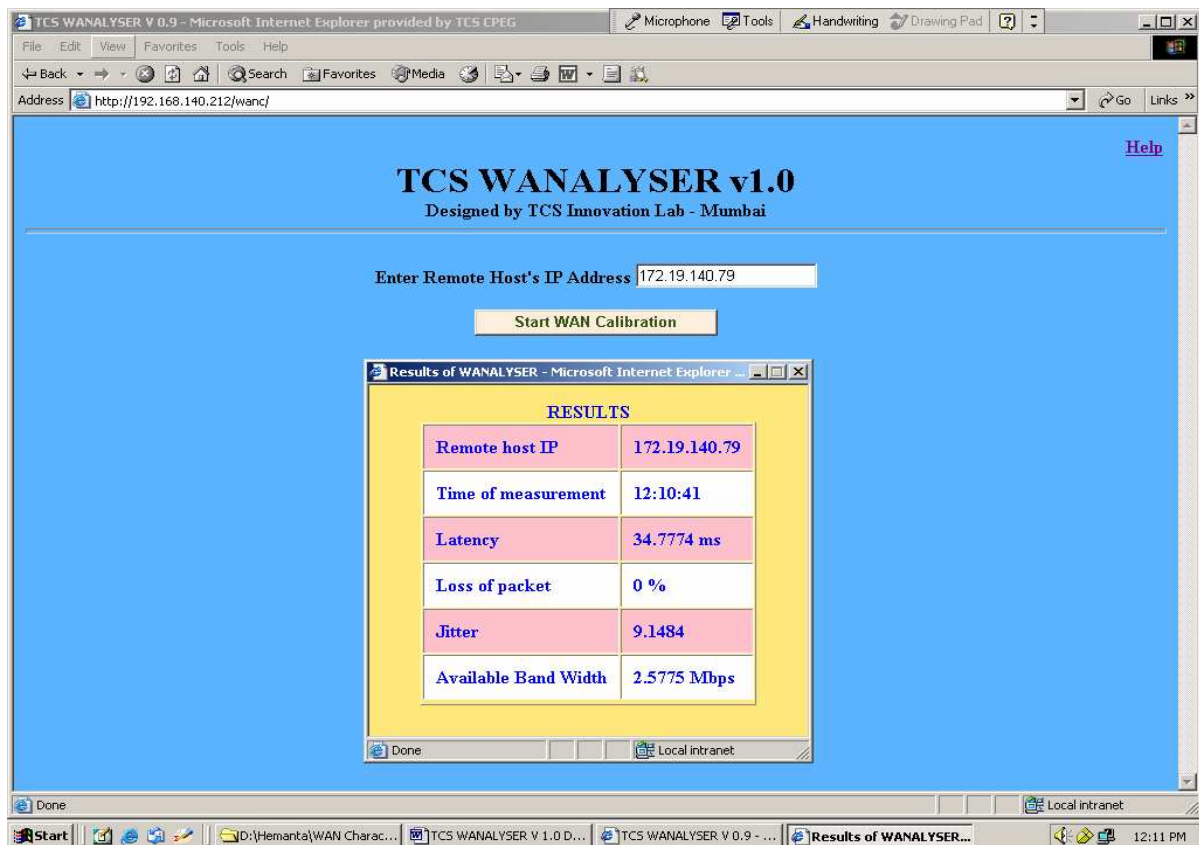 TCS WANALYSER V 0.9 - Microsoft Internet Explorer provided by TCS CPEG
Microphone Tools Handwriting Drawing Pad
File Edit View Favorites Tools Help
Back Search Favorites Media
Address http://192.168.140.212/wanc/ Go Links »
Help
TCS WANALYSER v1.0
Designed by TCS Innovation Lab - Mumbai
Enter Remote Host's IP Address 172.19.140.79
Start WAN Calibration
Results of WANALYSER - Microsoft Internet Explorer ...
RESULTS
Remote host IP 172.19.140.79
Time of measurement 12:10:41
Latency 34.7774 ms
Loss of packet 0 %
Jitter 9.1484
Available Band Width 2.5775 Mbps
Done Local intranet
Done Local intranet
Start D:\Hemanta\WAN Charac... TCS WANALYSER V 1.0 D... TCS WANALYSER V 0.9 - ... Results of WANALYSER... 12:11 PM